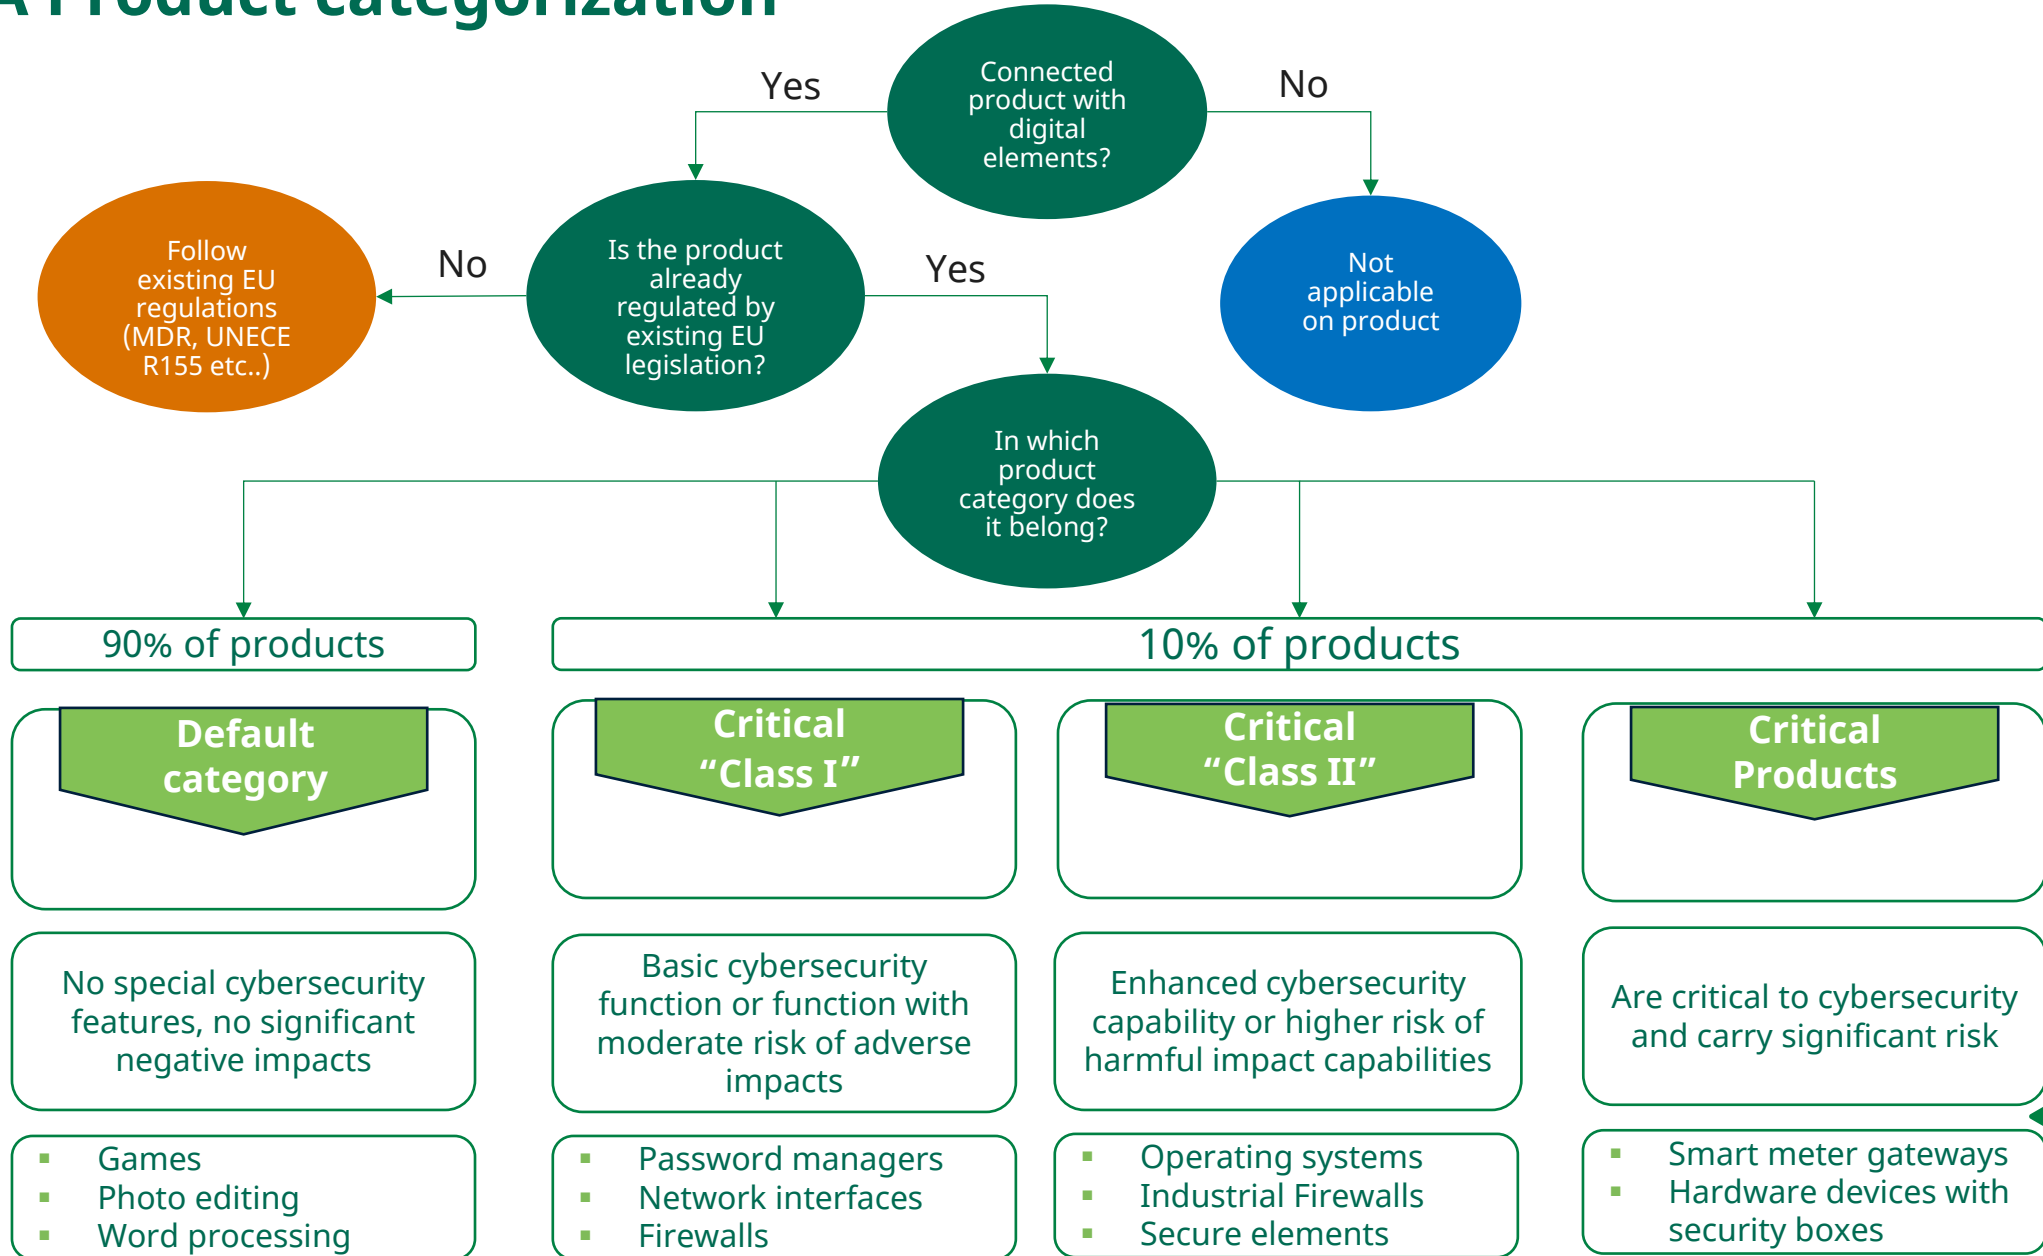 A Product categorization
Connected
product with
digital
elements?
Yes
No
Follow
existing EU
regulations
(MDR, UNECE
R155 etc..)
No
Is the product
already
regulated by
existing EU
legislation?
Yes
Not
applicable
on product
In which
product
category does
it belong?
90% of products
10% of products
Default
category
Critical
“Class I”
Critical
“Class II”
Critical
Products
No special cybersecurity
features, no significant
negative impacts
Basic cybersecurity
function or function with
moderate risk of adverse
impacts
Enhanced cybersecurity
capability or higher risk of
harmful impact capabilities
Are critical to cybersecurity
and carry significant risk
▪ Games
▪ Photo editing
▪ Word processing
▪ Password managers
▪ Network interfaces
▪ Firewalls
▪ Operating systems
▪ Industrial Firewalls
▪ Secure elements
▪ Smart meter gateways
▪ Hardware devices with
security boxes